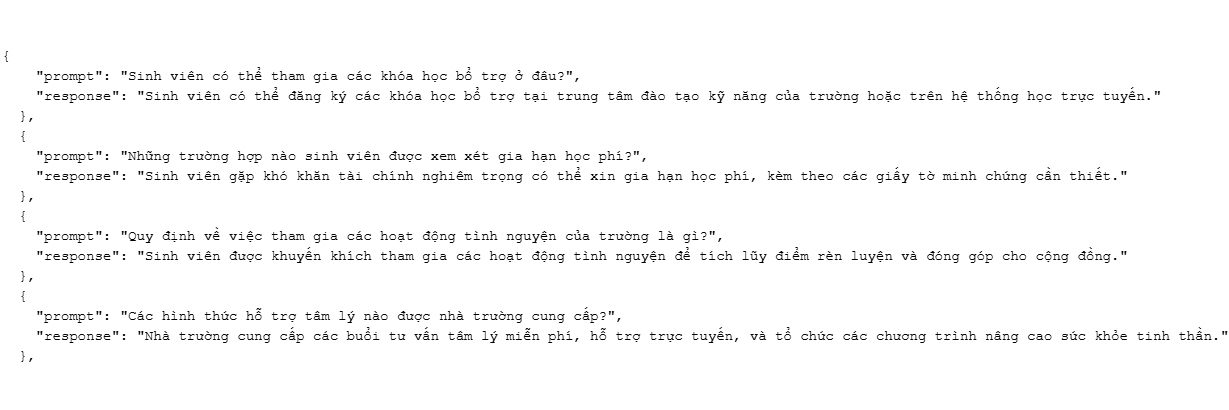 {
"prompt": "Sinh viên có thể tham gia các khóa học bổ trợ ở đâu?",
"response": "Sinh viên có thể đăng ký các khóa học bổ trợ tại trung tâm đào tạo kỹ năng của trường hoặc trên hệ thống học trực tuyến."
},
{
"prompt": "Những trường hợp nào sinh viên được xem xét gia hạn học phí?",
"response": "Sinh viên gặp khó khăn tài chính nghiêm trọng có thể xin gia hạn học phí, kèm theo các giấy tờ minh chứng cần thiết."
},
{
"prompt": "Quy định về việc tham gia các hoạt động tình nguyện của trường là gì?",
"response": "Sinh viên được khuyến khích tham gia các hoạt động tình nguyện để tích lũy điểm rèn luyện và đóng góp cho cộng đồng."
},
{
"prompt": "Các hình thức hỗ trợ tâm lý nào được nhà trường cung cấp?",
"response": "Nhà trường cung cấp các buổi tư vấn tâm lý miễn phí, hỗ trợ trực tuyến, và tổ chức các chương trình nâng cao sức khỏe tinh thần."
},